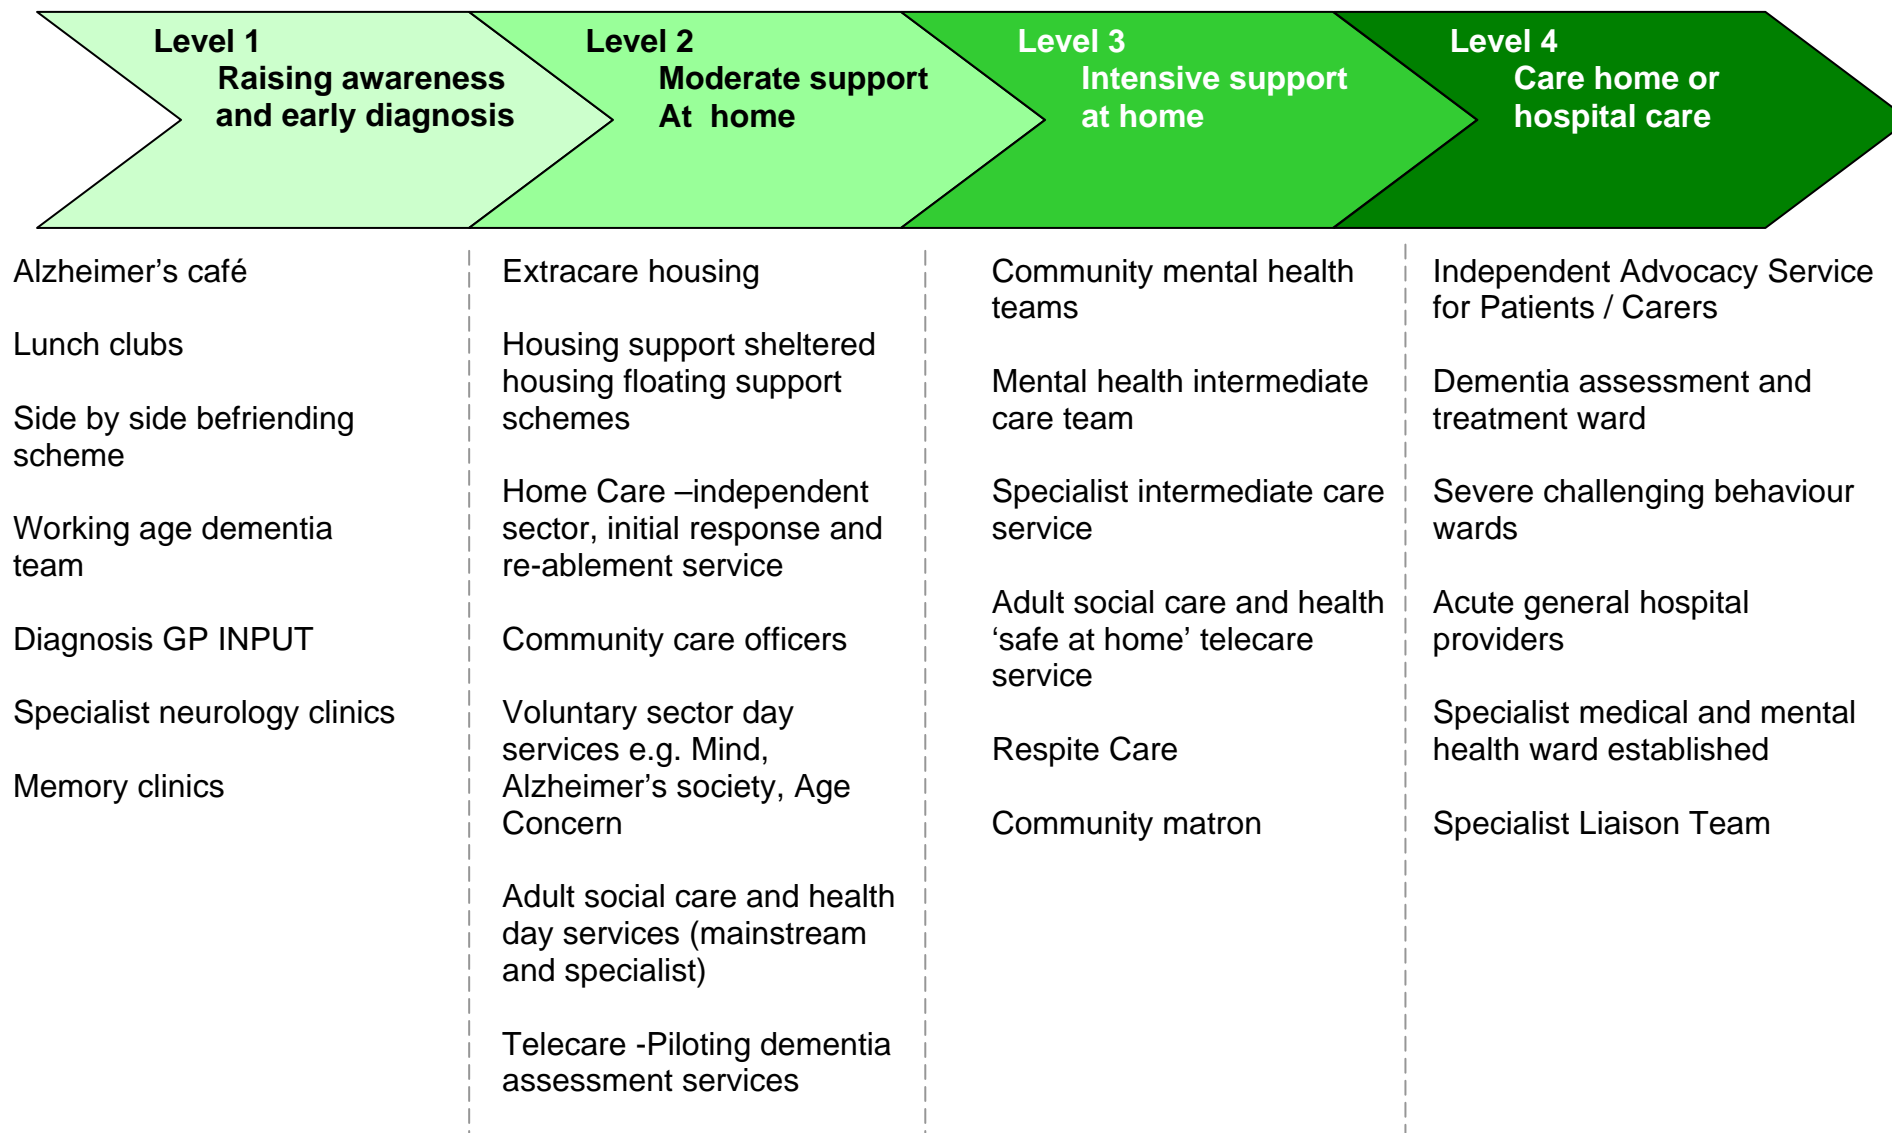 Level 1
Raising awareness
and early diagnosis
Level 2
Moderate support
At home
Level 3
Intensive support
at home
Level 4
Care home or
hospital care
Alzheimer’s café
Lunch clubs
Side by side befriending
scheme
Working age dementia
team
Diagnosis GP INPUT
Specialist neurology clinics
Memory clinics
Extracare housing
Housing support sheltered
housing floating support
schemes
Home Care –independent
sector, initial response and
re-ablement service
Community care officers
Voluntary sector day
services e.g. Mind,
Alzheimer’s society, Age
Concern
Adult social care and health
day services (mainstream
and specialist)
Telecare -Piloting dementia
assessment services
Community mental health
teams
Mental health intermediate
care team
Specialist intermediate care
service
Adult social care and health
‘safe at home’ telecare
service
Respite Care
Community matron
Independent Advocacy Service
for Patients / Carers
Dementia assessment and
treatment ward
Severe challenging behaviour
wards
Acute general hospital
providers
Specialist medical and mental
health ward established
Specialist Liaison Team